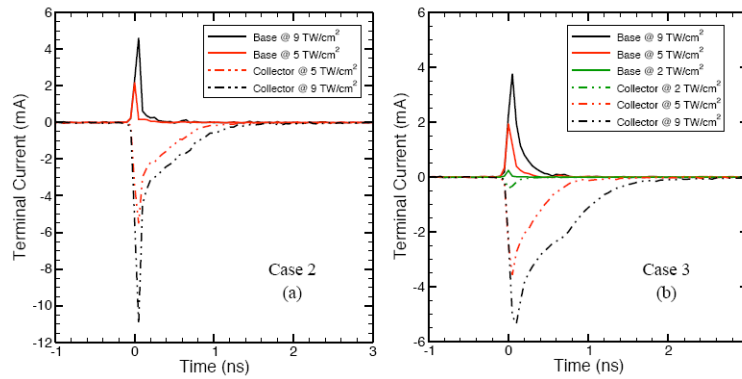 6
4
2
0
-2
-4
-6
-8
-10
-12
Terminal Current (mA)
Base @ 9 TW/cm²
Base @ 5 TW/cm²
Collector @ 5 TW/cm²
Collector @ 9 TW/cm²
Case 2
(a)
-1
0
1
2
3
Time (ns)
6
4
2
0
-2
-4
-6
Terminal Current (mA)
Base @ 9 TW/cm²
Base @ 5 TW/cm²
Base @ 2 TW/cm²
Collector @ 2 TW/cm²
Collector @ 5 TW/cm²
Collector @ 9 TW/cm²
Case 3
(b)
-1
0
1
2
3
Time (ns)